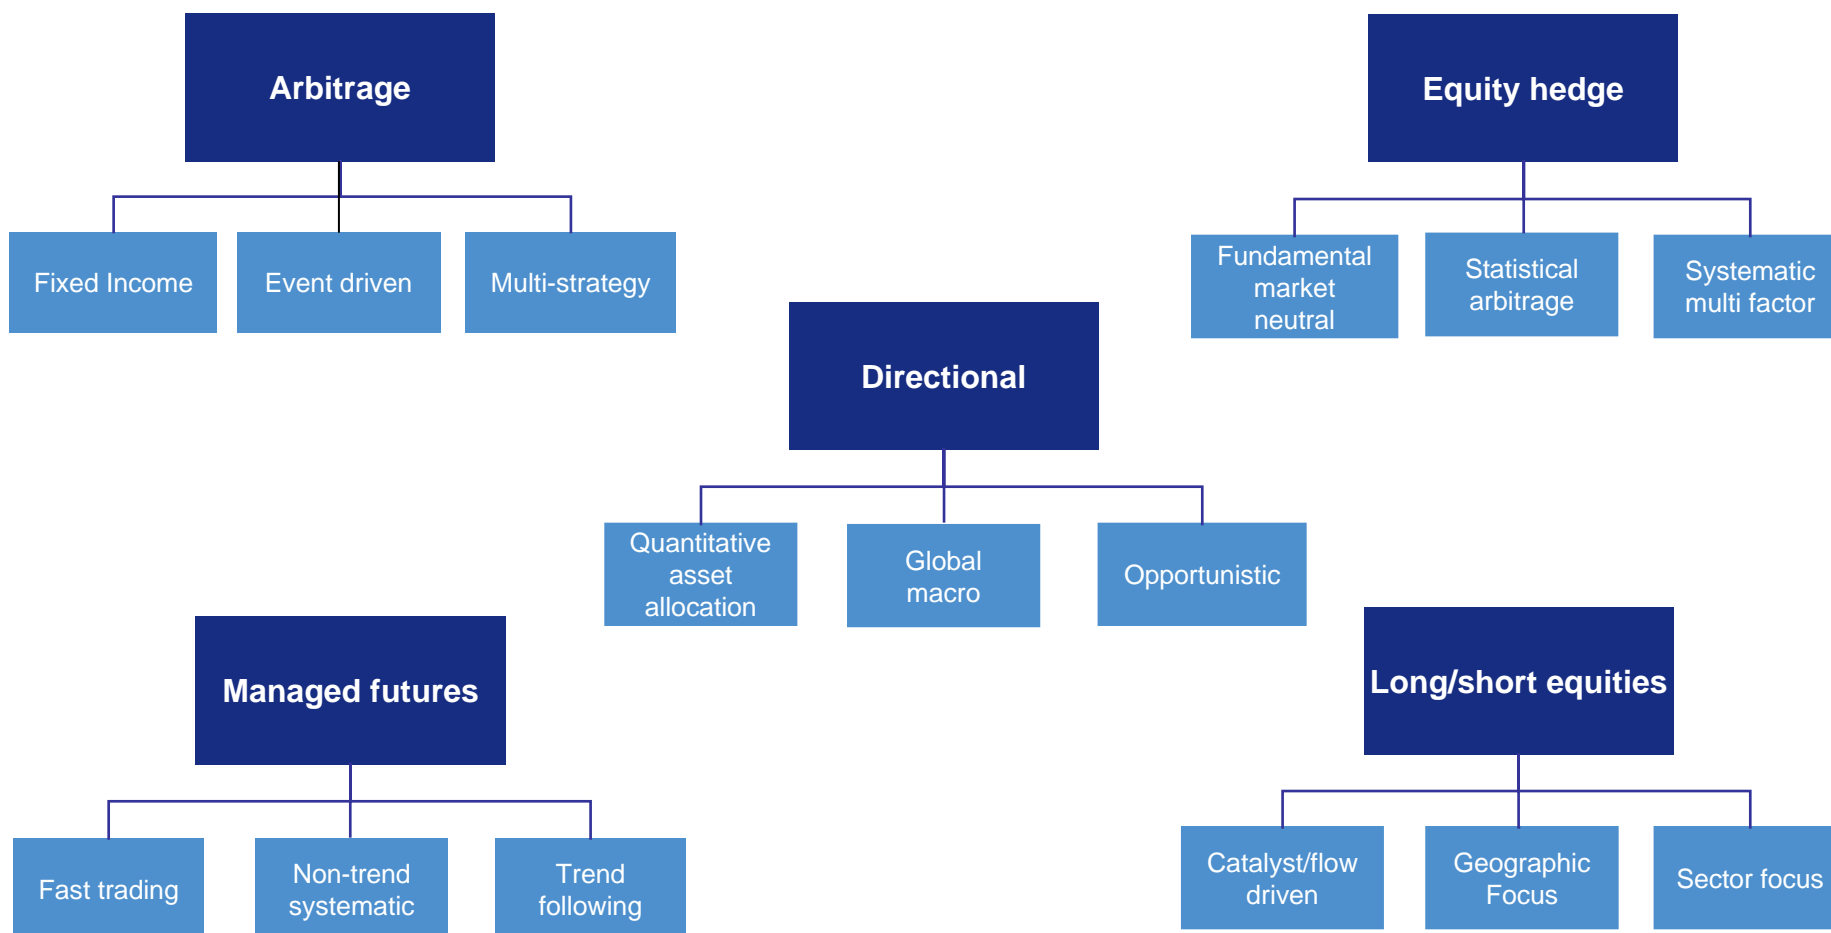 Arbitrage
Fixed Income
Event driven
Multi-strategy
Equity hedge
Fundamental
market
neutral
Statistical
arbitrage
Systematic
multi factor
Directional
Quantitative
asset
allocation
Global
macro
Opportunistic
Managed futures
Fast trading
Non-trend
systematic
Trend
following
Long/short equities
Catalyst/flow
driven
Geographic
Focus
Sector focus